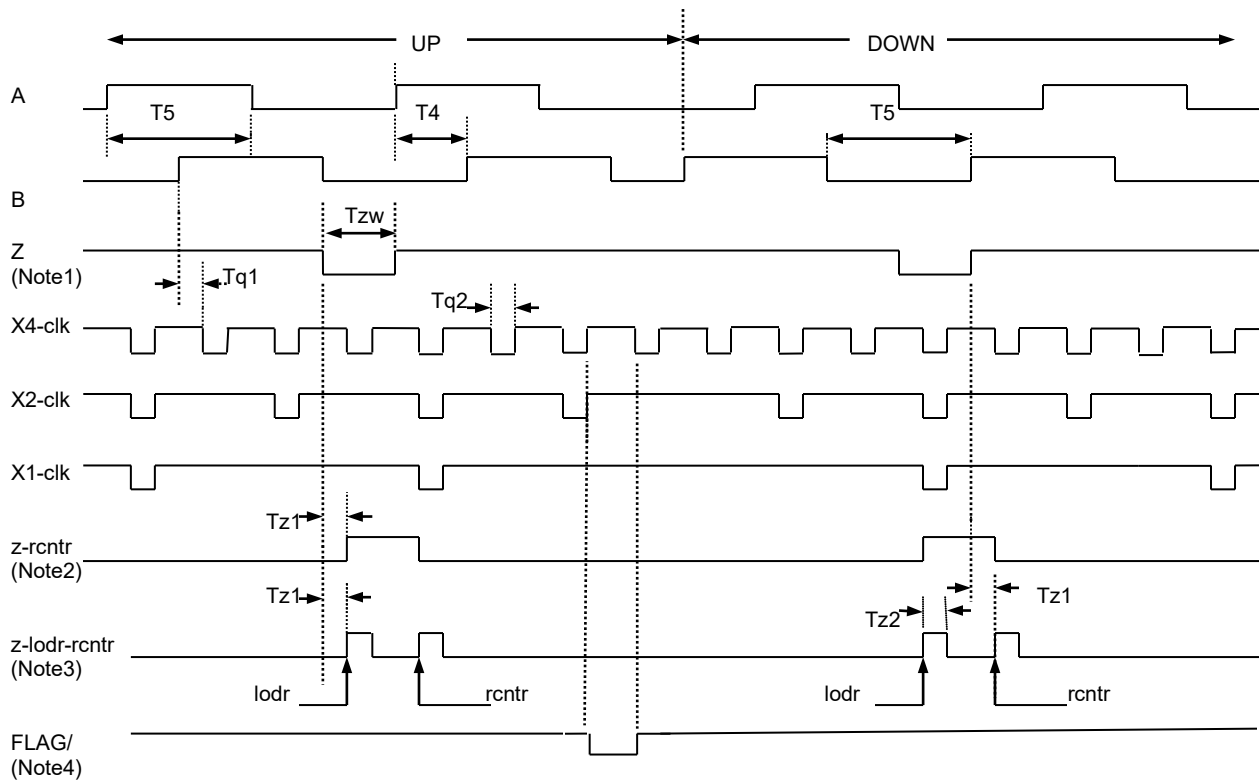 UP
DOWN
A
T5
T4
T5
B
Tzw
Z
(Note1)
Tq1
Tq2
X4-clk
X2-clk
X1-clk
Tz1
z-rcntr
(Note2)
Tz1
Tz1
Tz2
z-lodr-rcntr
(Note3)
lodr
rcntr
lodr
rcntr
FLAG/
(Note4)